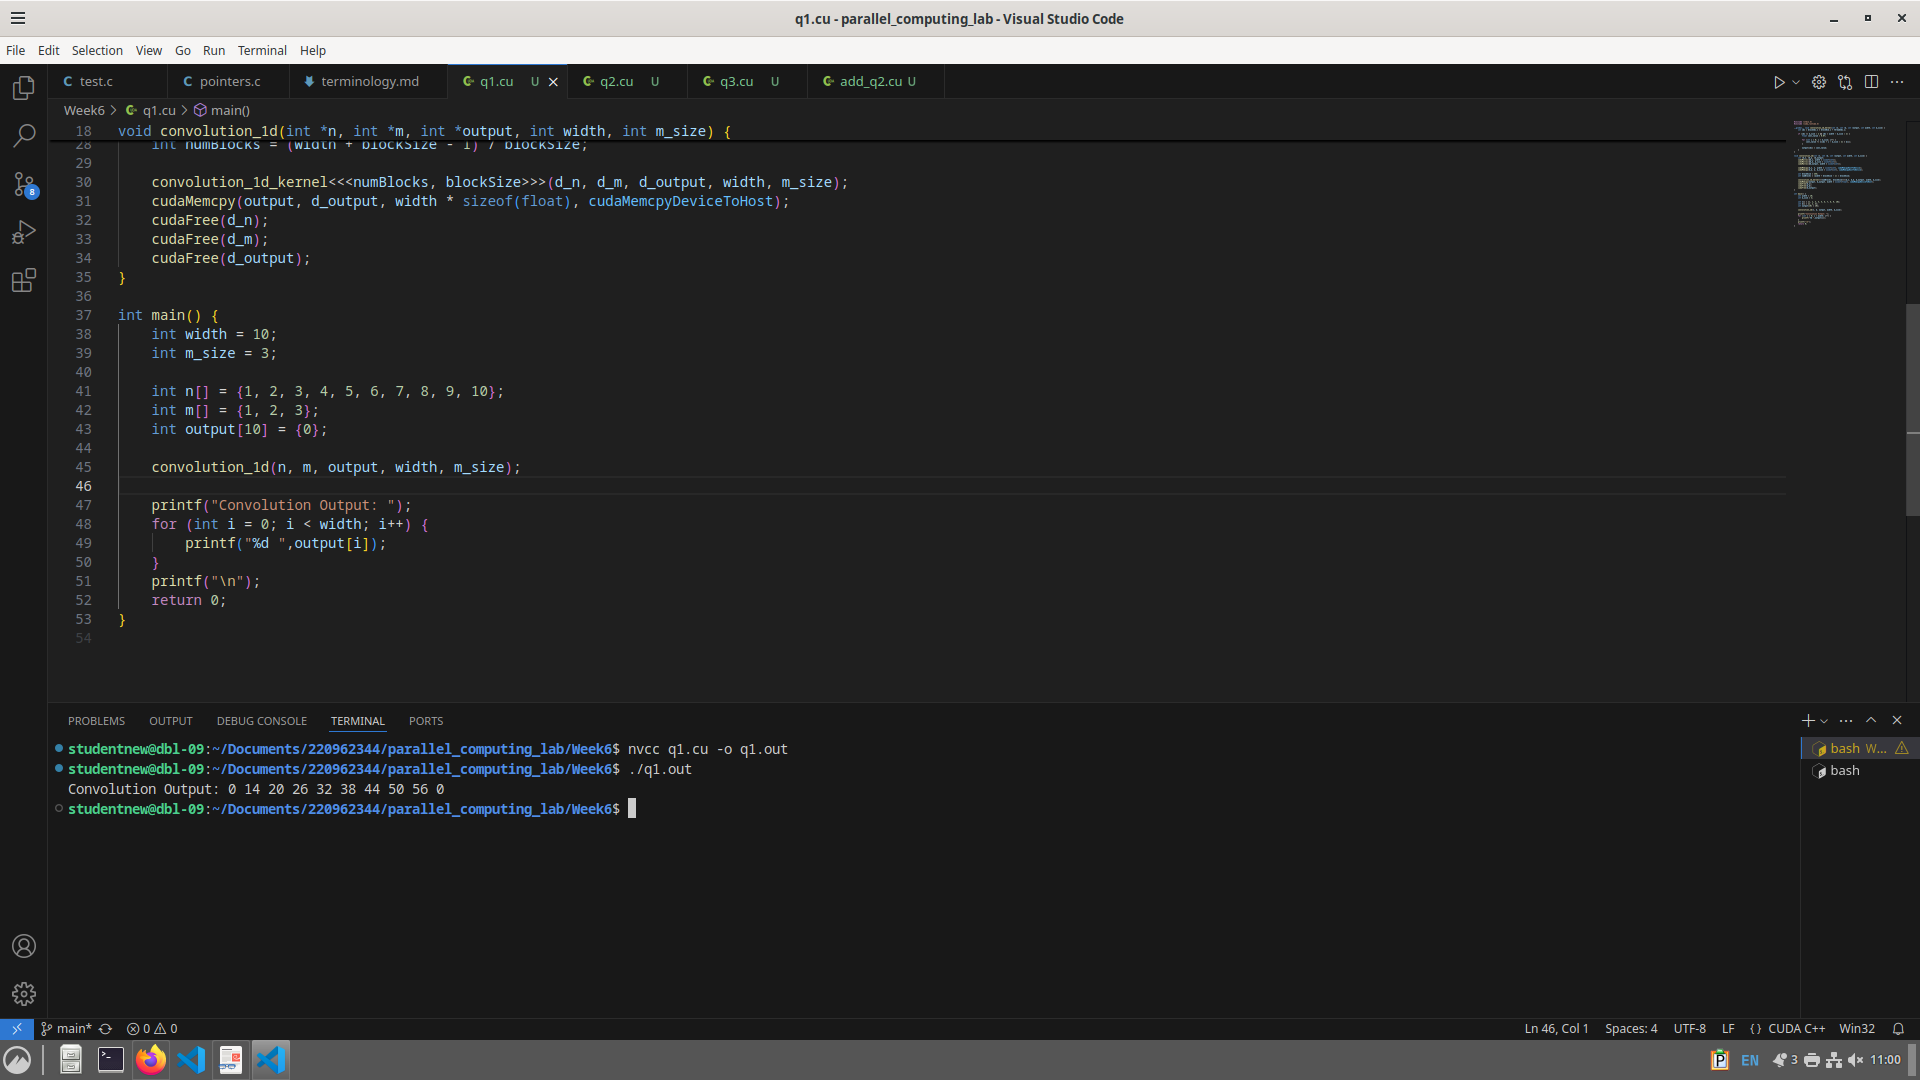 q1.cu - parallel_computing_lab - Visual Studio Code
File Edit Selection View Go Run Terminal Help
test.c pointers.c terminology.md q1.cu U q2.cu U q3.cu U add_q2.cu U
Week6 > q1.cu > main()
18 void convolution_1d(int *n, int *m, int *output, int width, int m_size) {
28 int numBlocks = (width + blockSize - 1) / blockSize;
29
30 convolution_1d_kernel<<<numBlocks, blockSize>>>(d_n, d_m, d_output, width, m_size);
31 cudaMemcpy(output, d_output, width * sizeof(float), cudaMemcpyDeviceToHost);
32 cudaFree(d_n);
33 cudaFree(d_m);
34 cudaFree(d_output);
35 }
36
37 int main() {
38 int width = 10;
39 int m_size = 3;
40
41 int n[] = {1, 2, 3, 4, 5, 6, 7, 8, 9, 10};
42 int m[] = {1, 2, 3};
43 int output[10] = {0};
44
45 convolution_1d(n, m, output, width, m_size);
46
47 printf("Convolution Output: ");
48 for (int i = 0; i < width; i++) {
49 printf("%d ",output[i]);
50 }
51 printf("\n");
52 return 0;
53 }
54
8
PROBLEMS OUTPUT DEBUG CONSOLE TERMINAL PORTS
studentnew@dbl-09:~/Documents/220962344/parallel_computing_lab/Week6$ nvcc q1.cu -o q1.out
studentnew@dbl-09:~/Documents/220962344/parallel_computing_lab/Week6$ ./q1.out
Convolution Output: 0 14 20 26 32 38 44 50 56 0
studentnew@dbl-09:~/Documents/220962344/parallel_computing_lab/Week6$
bash W...
bash
main* 0 0 Ln 46, Col 1 Spaces: 4 UTF-8 LF {} CUDA C++ Win32
EN 3 11:00